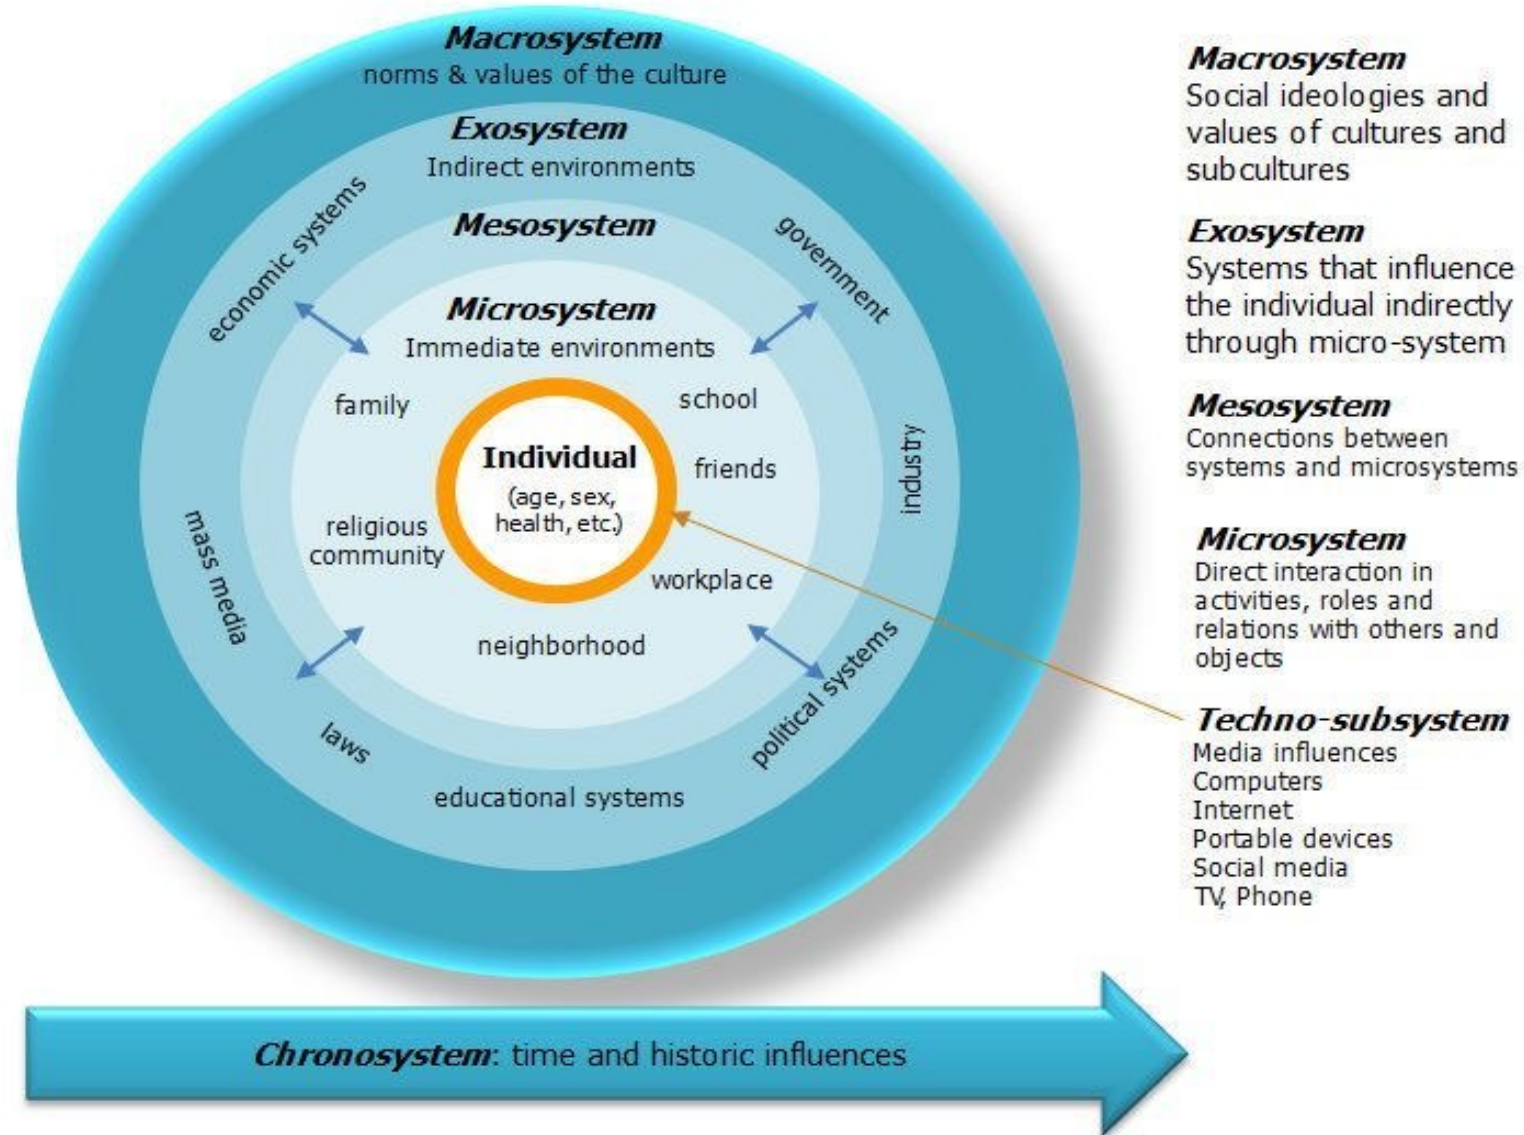 Macrosystem
norms & values of the culture
Exosystem
Indirect environments
Mesosystem
economic systems
government
Microsystem
Immediate environments
family
school
Individual
(age, sex,
health, etc.)
friends
industry
religious
community
mass media
workplace
neighborhood
political systems
laws
educational systems
Macrosystem
Social ideologies and
values of cultures and
subcultures
Exosystem
Systems that influence
the individual indirectly
through micro-system
Mesosystem
Connections between
systems and microsystems
Microsystem
Direct interaction in
activities, roles and
relations with others and
objects
Techno-subsystem
Media influences
Computers
Internet
Portable devices
Social media
TV, Phone
Chronosystem: time and historic influences